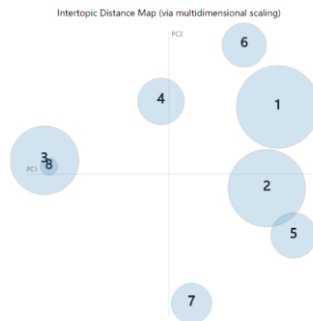 Intertopic Distance Map (via multidimensional scaling)
PC2
6
1
4
3
8
PC1
2
5
7